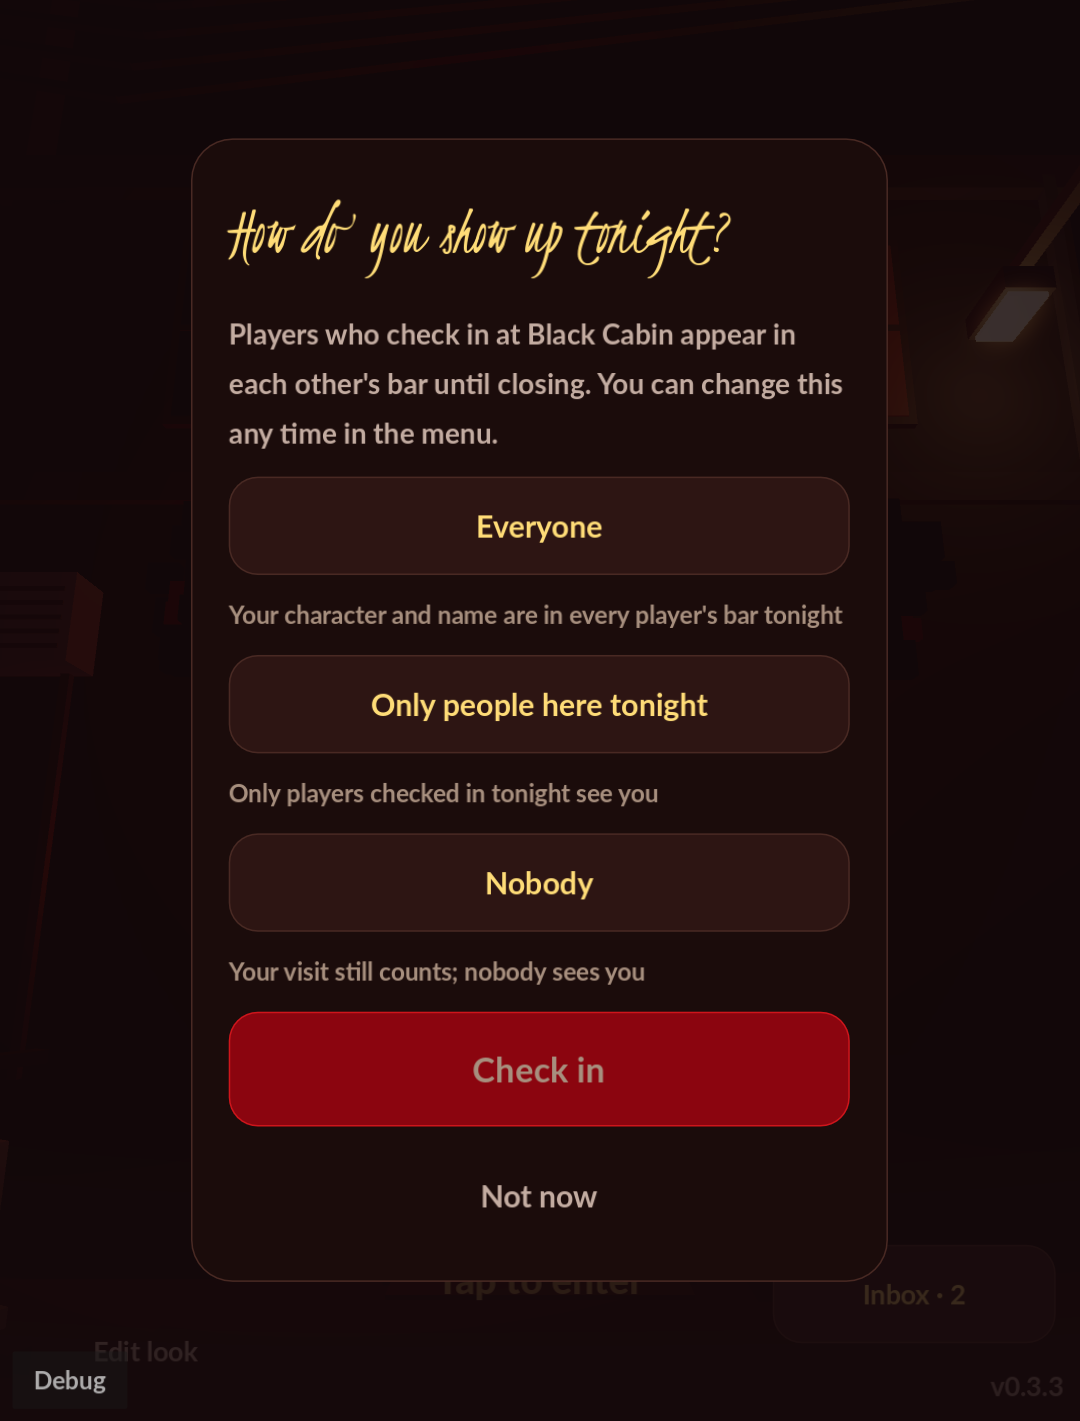 How do you show up tonight?
Players who check in at Black Cabin appear in
each other's bar until closing. You can change this
any time in the menu.
Everyone
Your character and name are in every player's bar tonight
Only people here tonight
Only players checked in tonight see you
Nobody
Your visit still counts; nobody sees you
Check in
Not now
Tap to enter
Inbox · 2
Edit look
Debug
v0.3.3